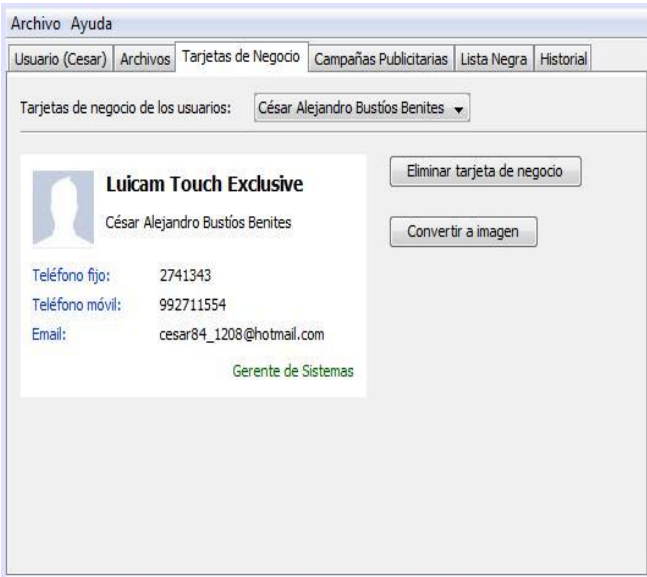 Archivo Ayuda
Usuario (Cesar) Archivos Tarjetas de Negocio Campañas Publicitarias Lista Negra Historial
Tarjetas de negocio de los usuarios: César Alejandro Bustíos Benites
Luicam Touch Exclusive
César Alejandro Bustíos Benites
Teléfono fijo: 2741343
Teléfono móvil: 992711554
Email: cesar84_1208@hotmail.com
Gerente de Sistemas
Eliminar tarjeta de negocio
Convertir a imagen